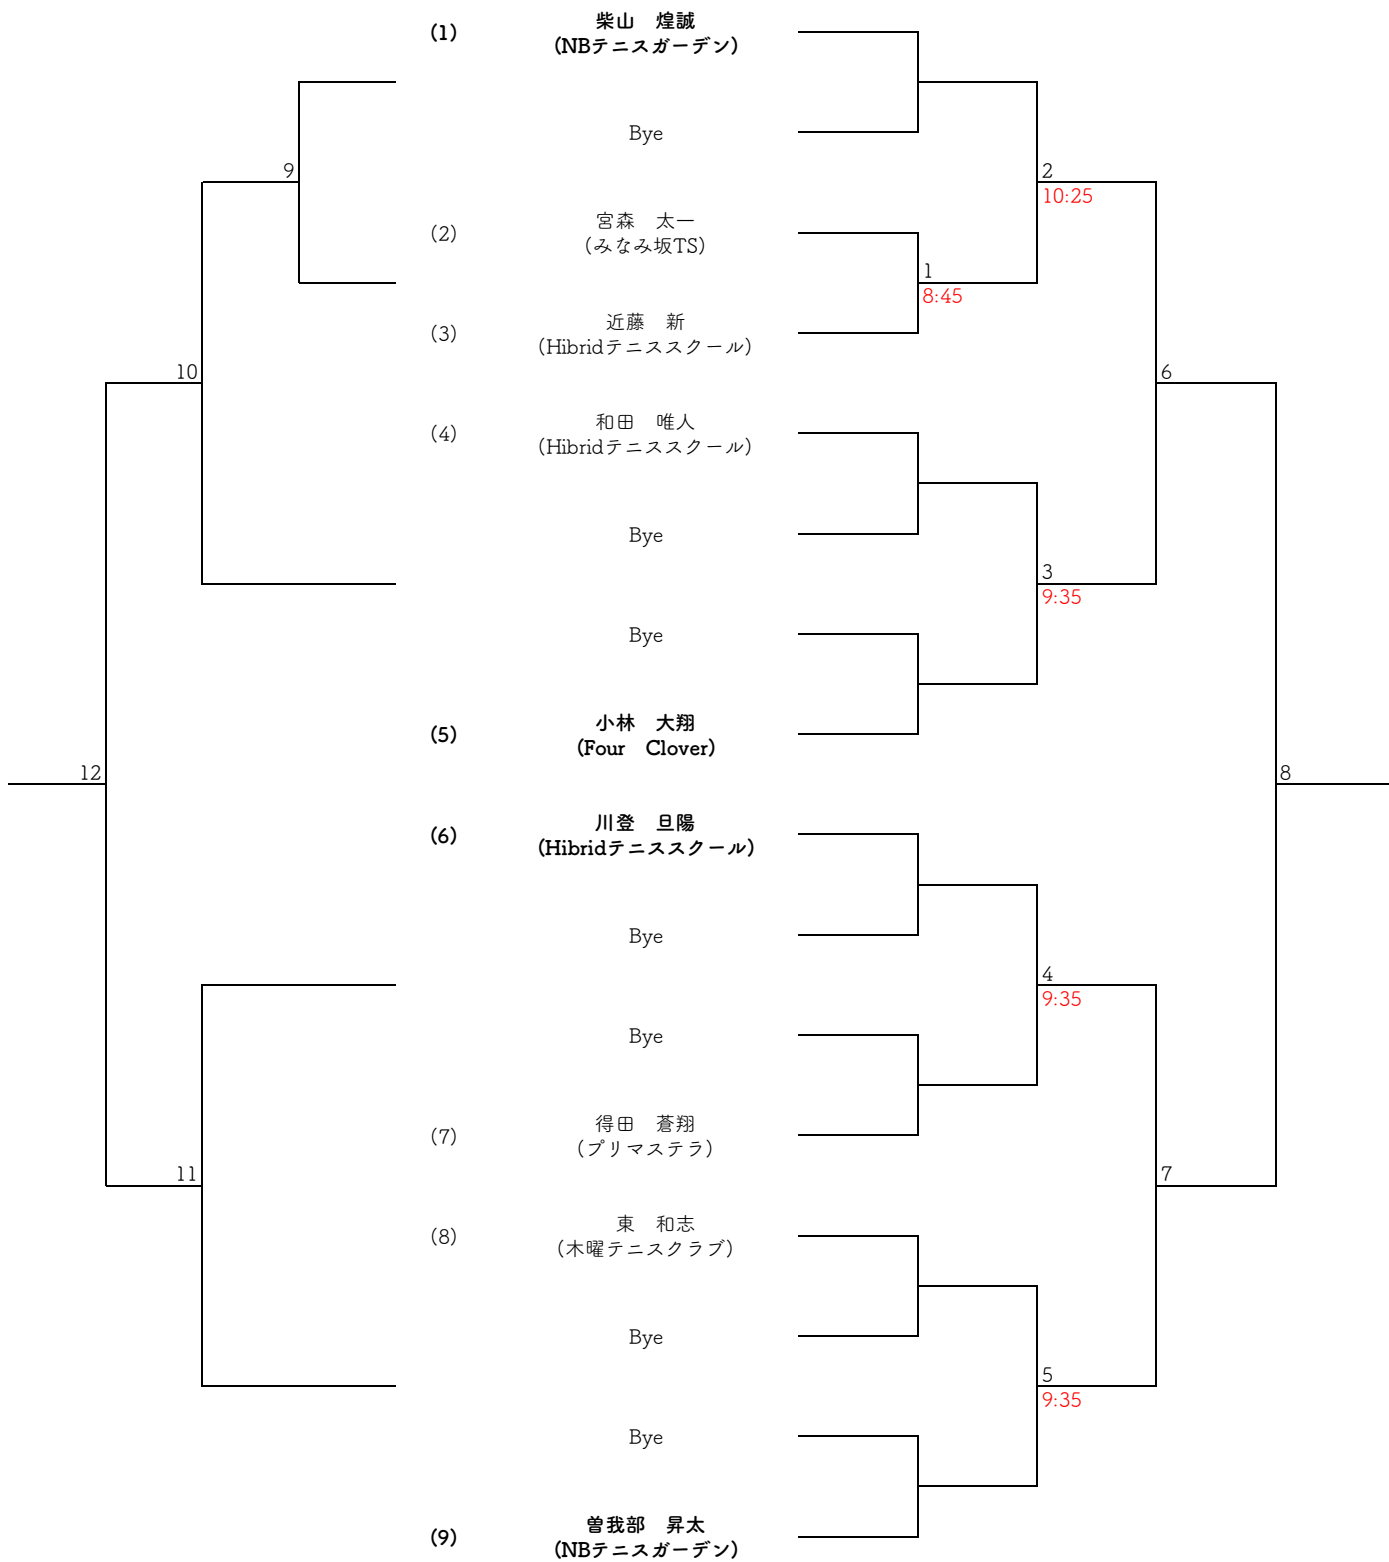 (1)
柴山　煌誠
(NBテニスガーデン)
Bye
9
2
10:25
(2)
宮森　太一
(みなみ坂TS)
1
8:45
(3)
近藤　新
(Hibridテニススクール)
10
6
(4)
和田　唯人
(Hibridテニススクール)
Bye
3
9:35
Bye
(5)
小林　大翔
(Four　Clover)
12
8
(6)
川登　旦陽
(Hibridテニススクール)
Bye
4
9:35
Bye
(7)
得田　蒼翔
(プリマステラ)
11
7
(8)
東　和志
(木曜テニスクラブ)
Bye
5
9:35
Bye
(9)
曽我部　昇太
(NBテニスガーデン)